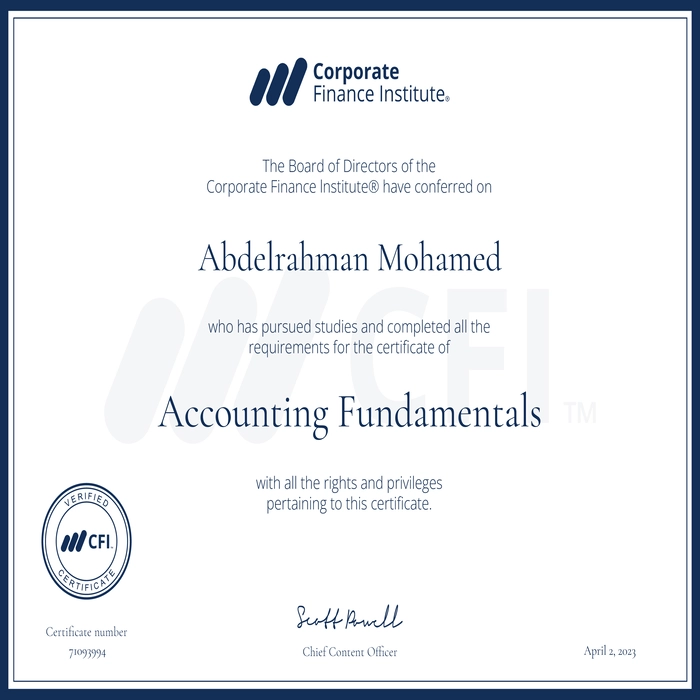 Corporate
Finance Institute®
The Board of Directors of the
Corporate Finance Institute® have conferred on
Abdelrahman Mohamed
who has pursued studies and completed all the
requirements for the certificate of
CFI
Accounting Fundamentals
TM
with all the rights and privileges
pertaining to this certificate.
VERIFIED
CFI
CERTIFICATE
Scott Powell
Certificate number
71093994
Chief Content Officer
April 2, 2023